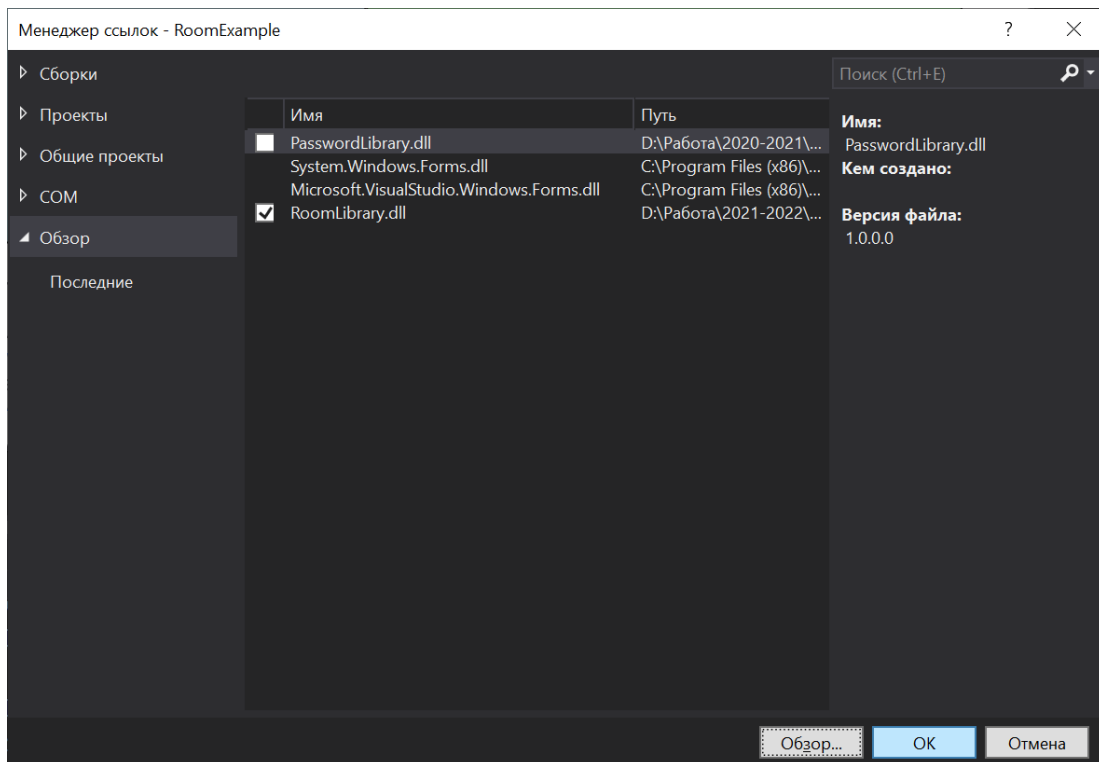 Менеджер ссылок - RoomExample
?
Сборки
Поиск (Ctrl+E)
Проекты
Общие проекты
COM
Обзор
Последние
Имя Путь
PasswordLibrary.dll D:\Работа\2020-2021\...
System.Windows.Forms.dll C:\Program Files (x86)\...
Microsoft.VisualStudio.Windows.Forms.dll C:\Program Files (x86)\...
RoomLibrary.dll D:\Работа\2021-2022\...
Имя:
PasswordLibrary.dll
Кем создано:
Версия файла:
1.0.0.0
Обзор... ОК Отмена